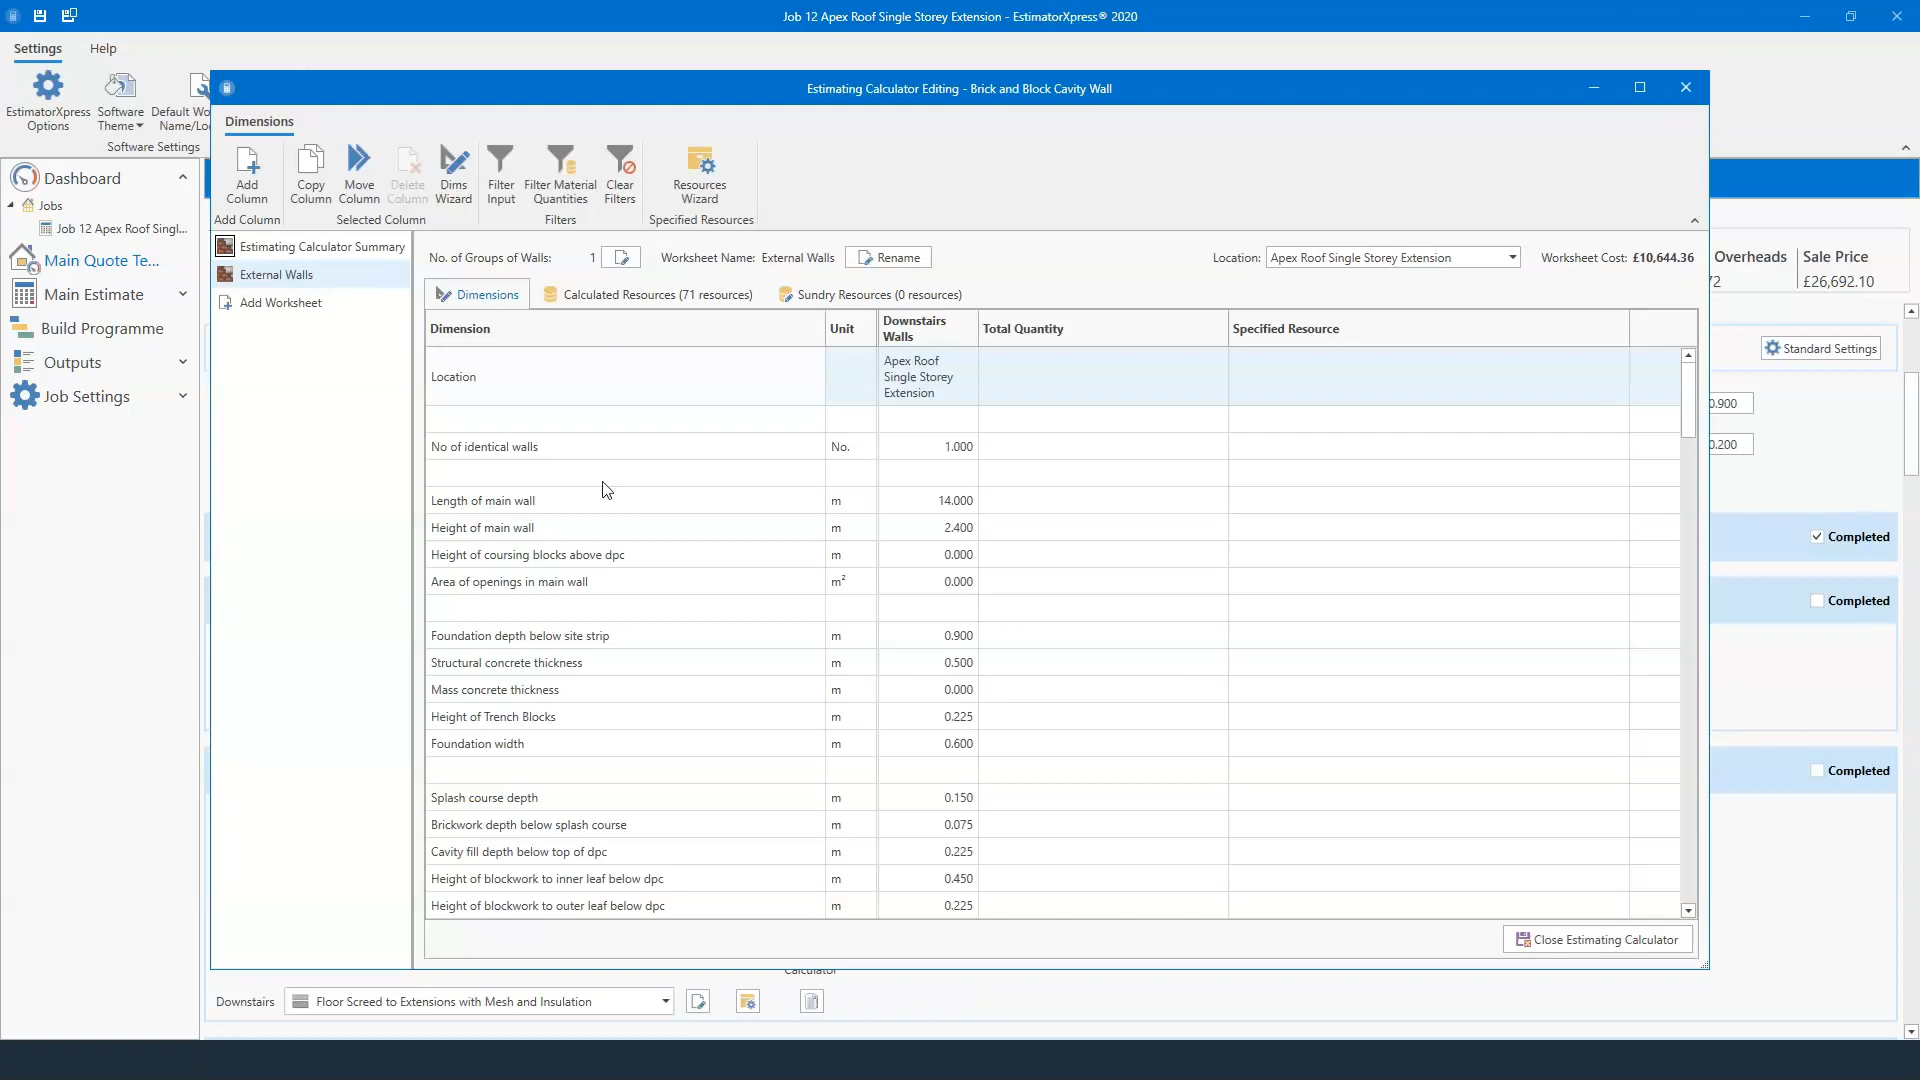 Job 12 Apex Roof Single Storey Extension - EstimatorXpress® 2020
Settings
Help
EstimatorXpress
Options
Software
Theme
Default Wo
Name/Lo
Software Settings
Estimating Calculator Editing - Brick and Block Cavity Wall
Dimensions
Add
Column
Copy
Column
Move
Column
Delete
Column
Dims
Wizard
Filter
Input
Filter Material
Quantities
Clear
Filters
Resources
Wizard
Add Column
Selected Column
Filters
Specified Resources
Dashboard
Jobs
Job 12 Apex Roof Singl...
Main Quote Te...
Main Estimate
Build Programme
Outputs
Job Settings
Estimating Calculator Summary
External Walls
Add Worksheet
No. of Groups of Walls: 1
Worksheet Name: External Walls
Rename
Location: Apex Roof Single Storey Extension
Worksheet Cost: £10,644.36
Dimensions
Calculated Resources (71 resources)
Sundry Resources (0 resources)
Dimension Unit Downstairs Walls Total Quantity Specified Resource
Location Apex Roof Single Storey Extension
No of identical walls No. 1.000
Length of main wall m 14.000
Height of main wall m 2.400
Height of coursing blocks above dpc m 0.000
Area of openings in main wall m² 0.000
Foundation depth below site strip m 0.900
Structural concrete thickness m 0.500
Mass concrete thickness m 0.000
Height of Trench Blocks m 0.225
Foundation width m 0.600
Splash course depth m 0.150
Brickwork depth below splash course m 0.075
Cavity fill depth below top of dpc m 0.225
Height of blockwork to inner leaf below dpc m 0.450
Height of blockwork to outer leaf below dpc m 0.225
Close Estimating Calculator
Overheads
Sale Price
72
£26,692.10
Standard Settings
0.900
0.200
Completed
Completed
Completed
Calculator
Downstairs
Floor Screed to Extensions with Mesh and Insulation